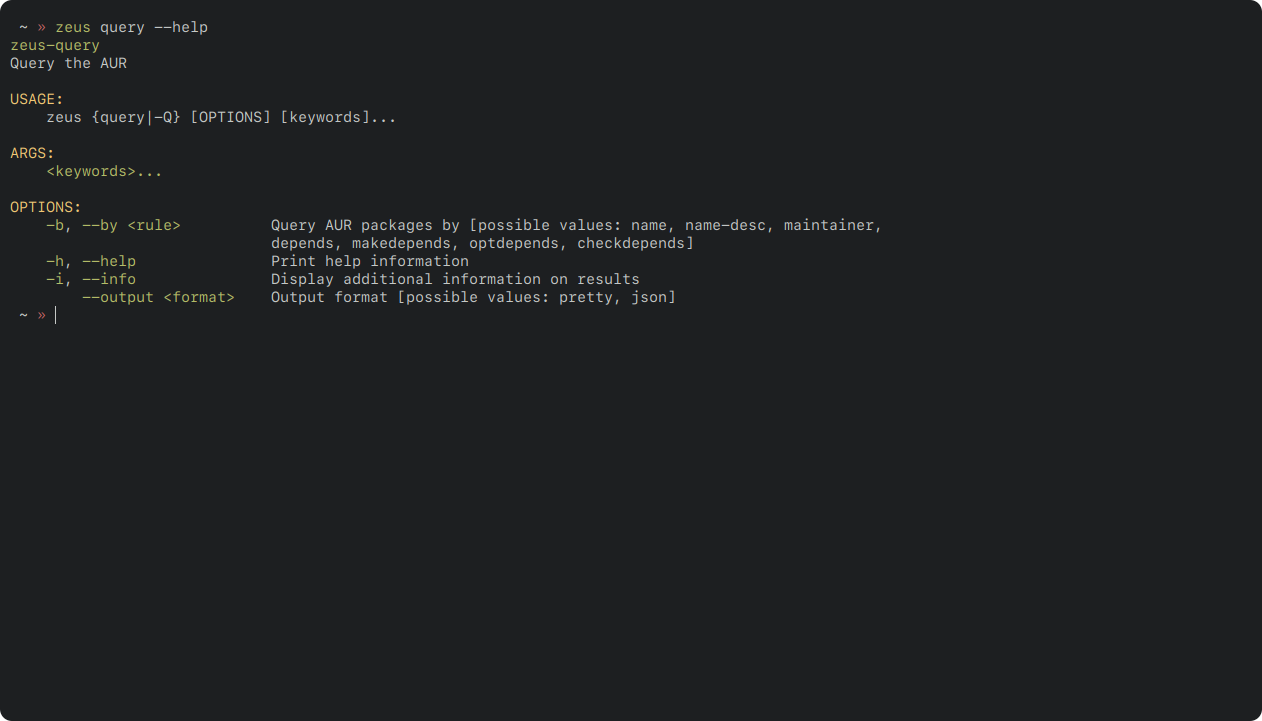 ~ » zeus query --help
zeus-query
Query the AUR

USAGE:
    zeus {query|-Q} [OPTIONS] [keywords]...

ARGS:
    <keywords>...

OPTIONS:
    -b, --by <rule>          Query AUR packages by [possible values: name, name-desc, maintainer,
                             depends, makedepends, optdepends, checkdepends]
    -h, --help               Print help information
    -i, --info               Display additional information on results
        --output <format>    Output format [possible values: pretty, json]
~ »